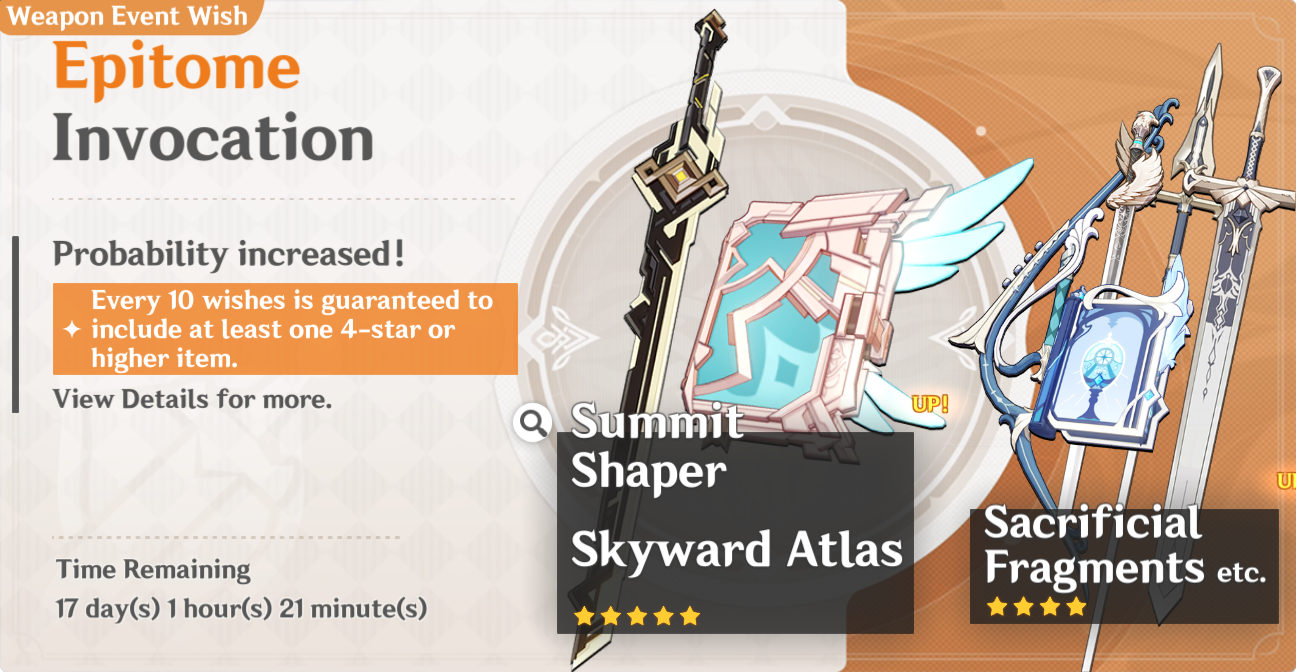 Weapon Event Wish
Epitome
Invocation
Probability increased!
Every 10 wishes is guaranteed to
include at least one 4-star or
higher item.
View Details for more.
Time Remaining
17 day(s) 1 hour(s) 21 minute(s)
UP!
Summit
Shaper
Skyward Atlas
Sacrificial
Fragments etc.